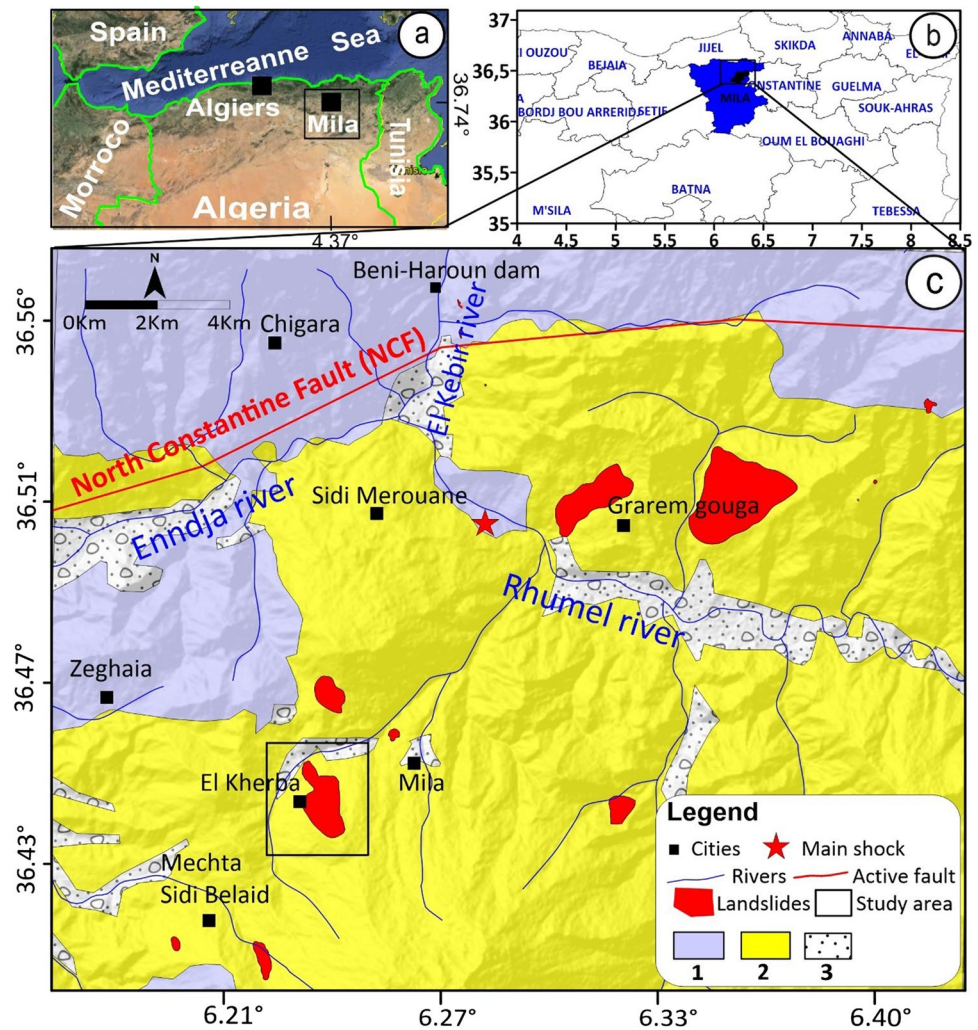 Spain
Mediterreanne Sea
a
Algiers
Mila
Morroco
Tunisia
Algeria
36.74°
4.37°
37
36.5
36
35.5
35
b
I OUZOU
BEJAIA
JIJEL
SKIDA
ANNABA
EL
CONSTANTINE
GUELMA
MILA
SOUK-AHRAS
BORDJ BOU ARRERIDJ
SETIF
OUM EL BOUAGHI
BATNA
M'SILA
TEBESSA
4 4.5 5 5.5 6 6.5 7 7.5 8 8.5
c
N
0Km 2Km 4Km
Beni-Haroun dam
Chigara
North Constantine Fault (NCF)
El Kebir river
Enndja river
Sidi Merouane
Grarem gouga
Rhumel river
Zeghaia
El Kherba
Mila
Mechta
Sidi Belaid
36.56
36.51
36.47
36.43
6.21 6.27 6.33 6.40
Legend
Cities Main shock
Rivers Active fault
Landslides Study area
1 2 3